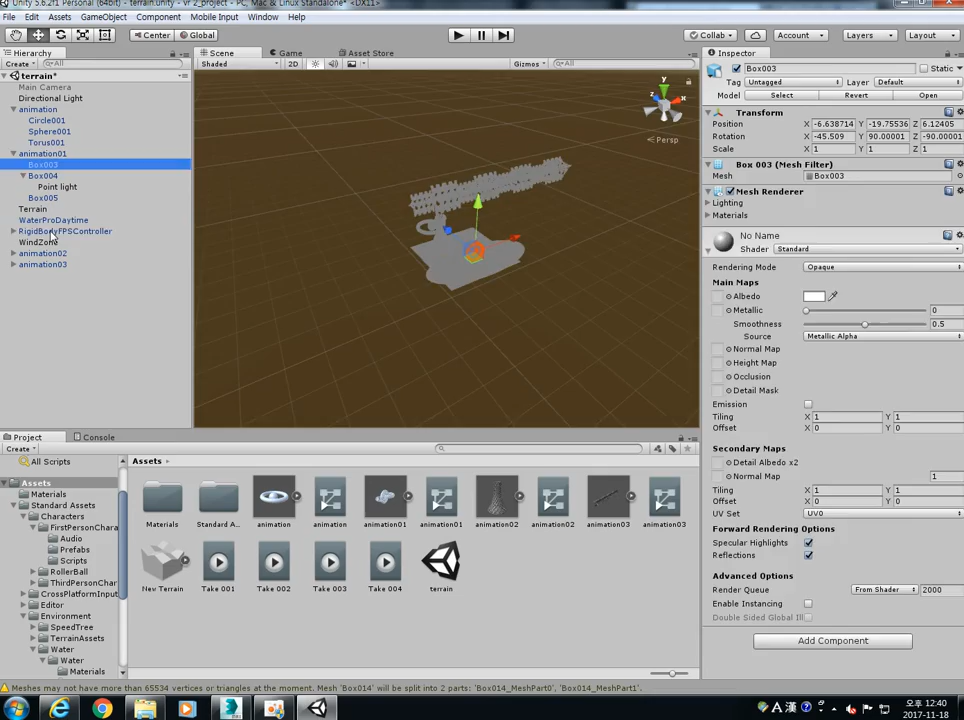 Unity 5.6.2f1 Personal (64bit) - terrain.unity - vr 2_project - PC, Mac & Linux Standalone* <DX11>
File Edit Assets GameObject Component Mobile Input Window Help
Center Global Collab Account Layers Layout
Hierarchy
Create All
terrain*
Main Camera
Directional Light
animation
Circle001
Sphere001
Torus001
animation01
Box003
Box004
Point light
Box005
Terrain
WaterProDaytime
RigidBodyFPSController
WindZone
animation02
animation03
Scene Game Asset Store
Shaded 2D Gizmos All
y
x
z
Persp
Inspector
Box003 Static
Tag Untagged Layer Default
Model Select Revert Open
Transform
Position X -6.638714 Y -19.75536 Z 6.12405
Rotation X -45.509 Y 90.00001 Z -90.00001
Scale X 1 Y 1 Z 1
Box 003 (Mesh Filter)
Mesh Box003
Mesh Renderer
Lighting
Materials
No Name
Shader Standard
Rendering Mode Opaque
Main Maps
Albedo
Metallic 0
Smoothness 0.5
Source Metallic Alpha
Normal Map
Height Map
Occlusion
Detail Mask
Emission
Tiling X 1 Y 1
Offset X 0 Y 0
Secondary Maps
Detail Albedo x2
Normal Map 1
Tiling X 1 Y 1
Offset X 0 Y 0
UV Set UV0
Forward Rendering Options
Specular Highlights
Reflections
Advanced Options
Render Queue From Shader 2000
Enable Instancing
Double Sided Global Ill
Add Component
Project Console
Create
All Scripts
Assets
Materials
Standard Assets
Characters
FirstPersonChara
Audio
Prefabs
Scripts
RollerBall
ThirdPersonChar
CrossPlatformInput
Editor
Environment
SpeedTree
TerrainAssets
Water
Water
Materials
Assets
Materials Standard A... animation animation animation01 animation01 animation02 animation02 animation03 animation03
New Terrain Take 001 Take 002 Take 003 Take 004 terrain
Meshes may not have more than 65534 vertices or triangles at the moment. Mesh 'Box014' will be split into 2 parts: 'Box014_MeshPart0', 'Box014_MeshPart1'.
A 漢
오후 12:40
2017-11-18